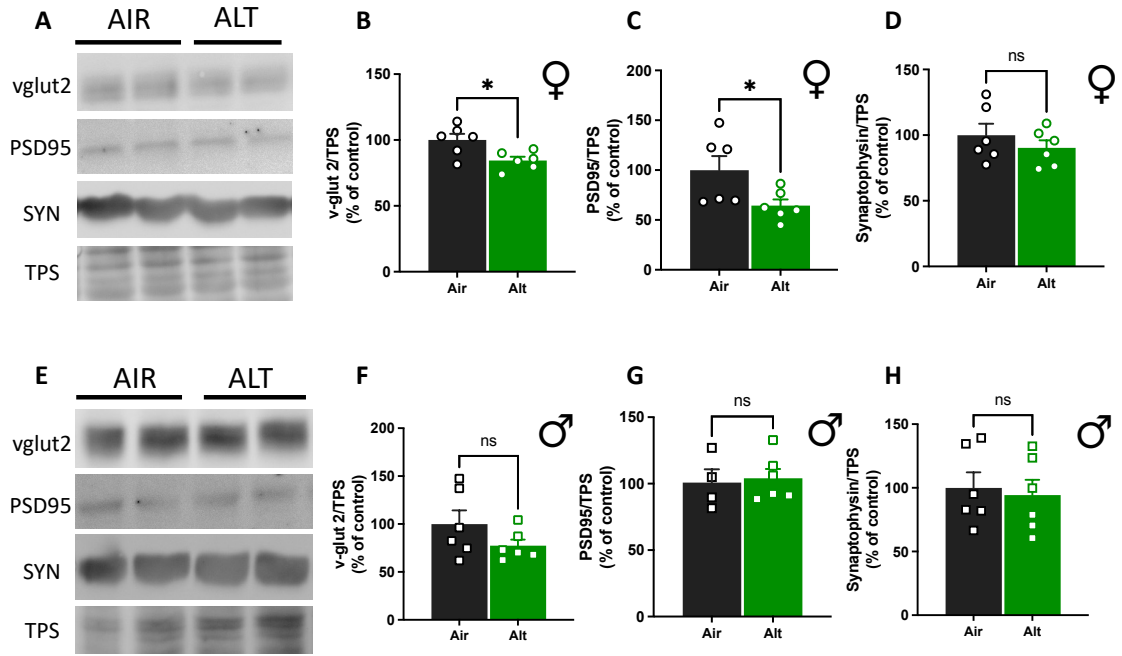 A
AIR ALT
vglut2
PSD95
SYN
TPS
B
v-glut 2/TPS
(% of control)
150
100
50
0
*
♀
Air Alt
C
PSD95/TPS
(% of control)
200
150
100
50
0
*
♀
Air Alt
D
Synaptophysin/TPS
(% of control)
150
100
50
0
ns
♀
Air Alt
E
AIR ALT
vglut2
PSD95
SYN
TPS
F
v-glut 2/TPS
(% of control)
200
150
100
50
0
ns
♂
Air Alt
G
PSD95/TPS
(% of control)
150
100
50
0
ns
♂
Air Alt
H
Synaptophysin/TPS
(% of control)
150
100
50
0
ns
♂
Air Alt